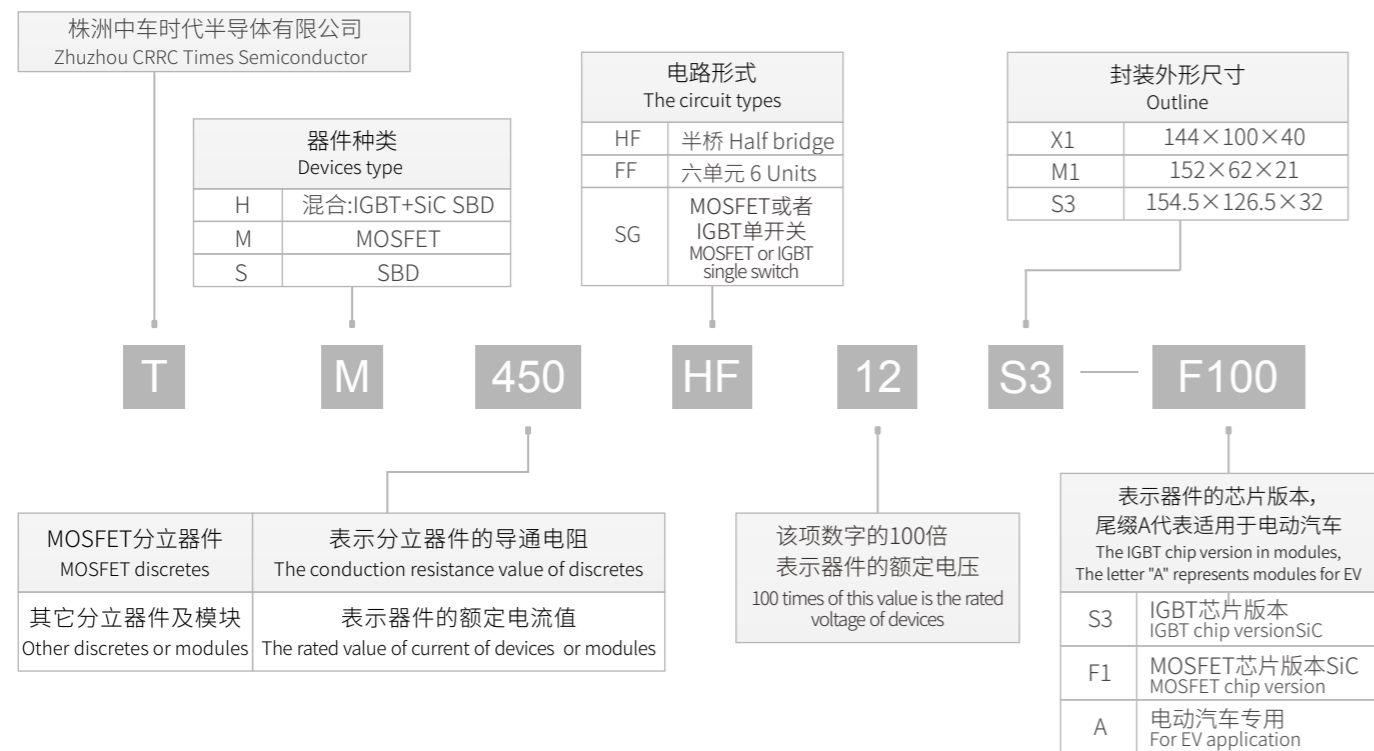 株洲中车时代半导体有限公司
Zhuzhou CRRC Times Semiconductor
器件种类
Devices type
H 混合:IGBT+SiC SBD
M MOSFET
S SBD
电路形式
The circuit types
HF 半桥 Half bridge
FF 六单元 6 Units
SG
MOSFET或者
IGBT单开关
MOSFET or IGBT
single switch
封装外形尺寸
Outline
X1 144×100×40
M1 152×62×21
S3 154.5×126.5×32
T M 450 HF 12 S3 — F100
MOSFET分立器件
MOSFET discretes
表示分立器件的导通电阻
The conduction resistance value of discretes
其它分立器件及模块
Other discretes or modules
表示器件的额定电流值
The rated value of current of devices or modules
该项数字的100倍
表示器件的额定电压
100 times of this value is the rated
voltage of devices
表示器件的芯片版本,
尾缀A代表适用于电动汽车
The IGBT chip version in modules,
The letter "A" represents modules for EV
S3
IGBT芯片版本
IGBT chip versionSiC
F1
MOSFET芯片版本SiC
MOSFET chip version
A
电动汽车专用
For EV application